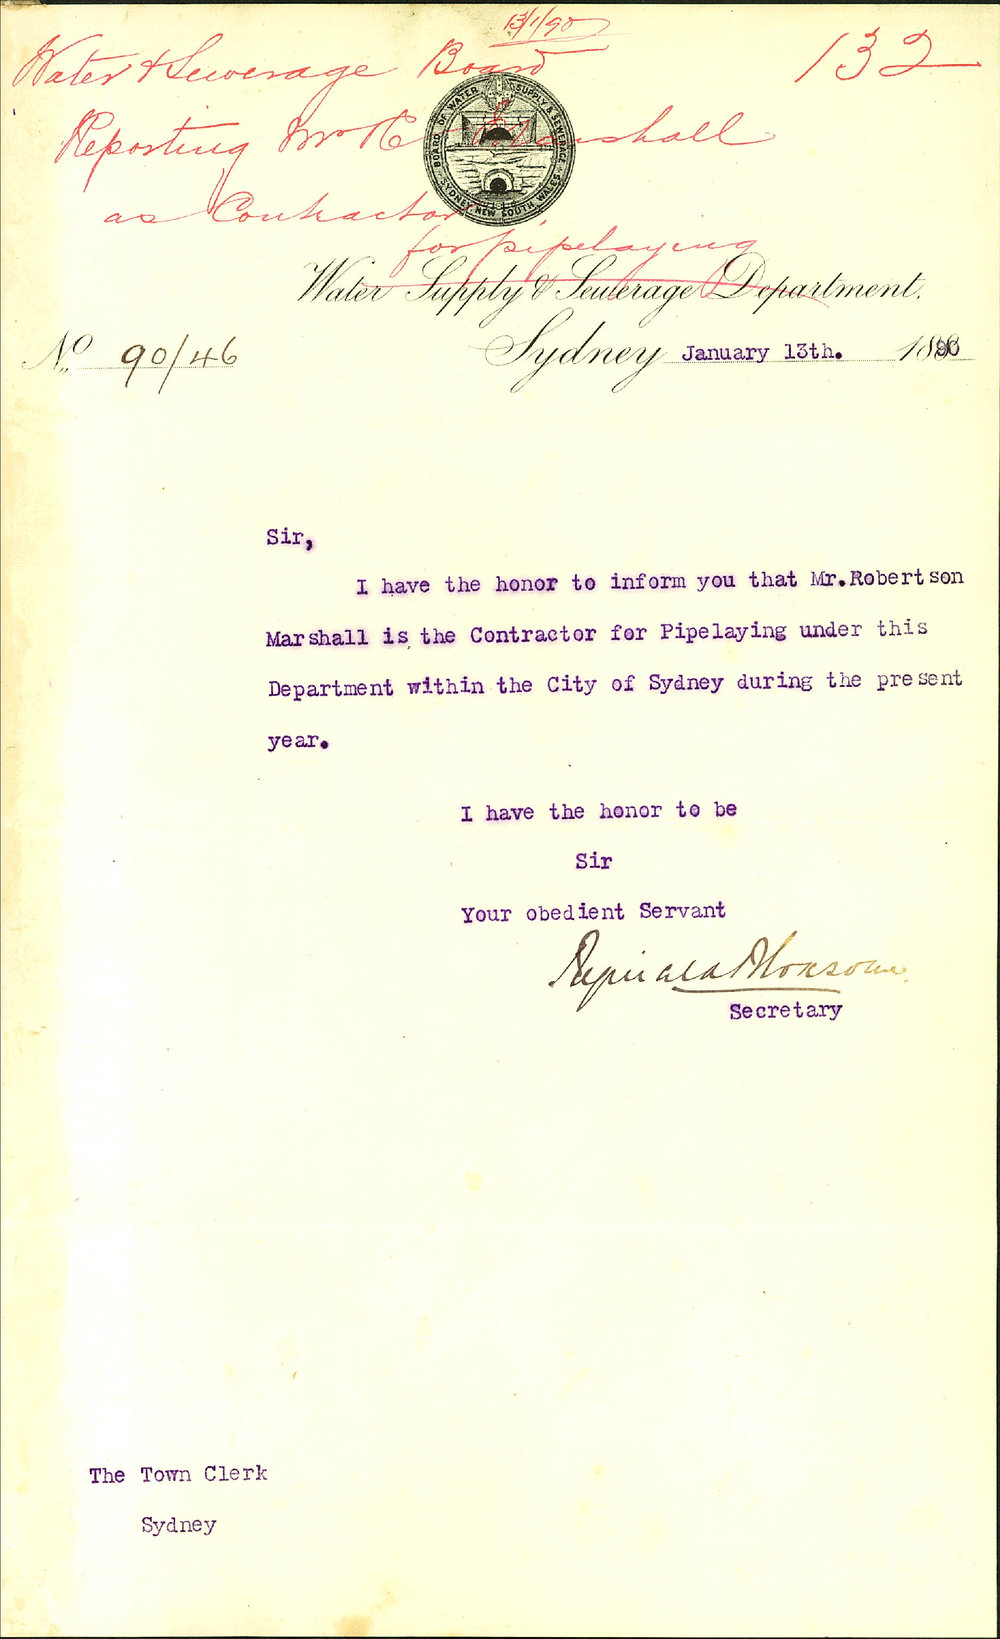 13/1/90
Water & Sewerage Board
132
Reporting Mr R Marshall
as Contractor
for pipelaying
BOARD OF WATER SUPPLY & SEWERAGE
SYDNEY NEW SOUTH WALES
Water Supply & Sewerage Department.
No. 90/46
Sydney January 13th. 1890
Sir,
I have the honor to inform you that Mr.Robertson
Marshall is the Contractor for Pipelaying under this
Department within the City of Sydney during the present
year.
I have the honor to be
Sir
Your obedient Servant
Secretary
The Town Clerk
Sydney